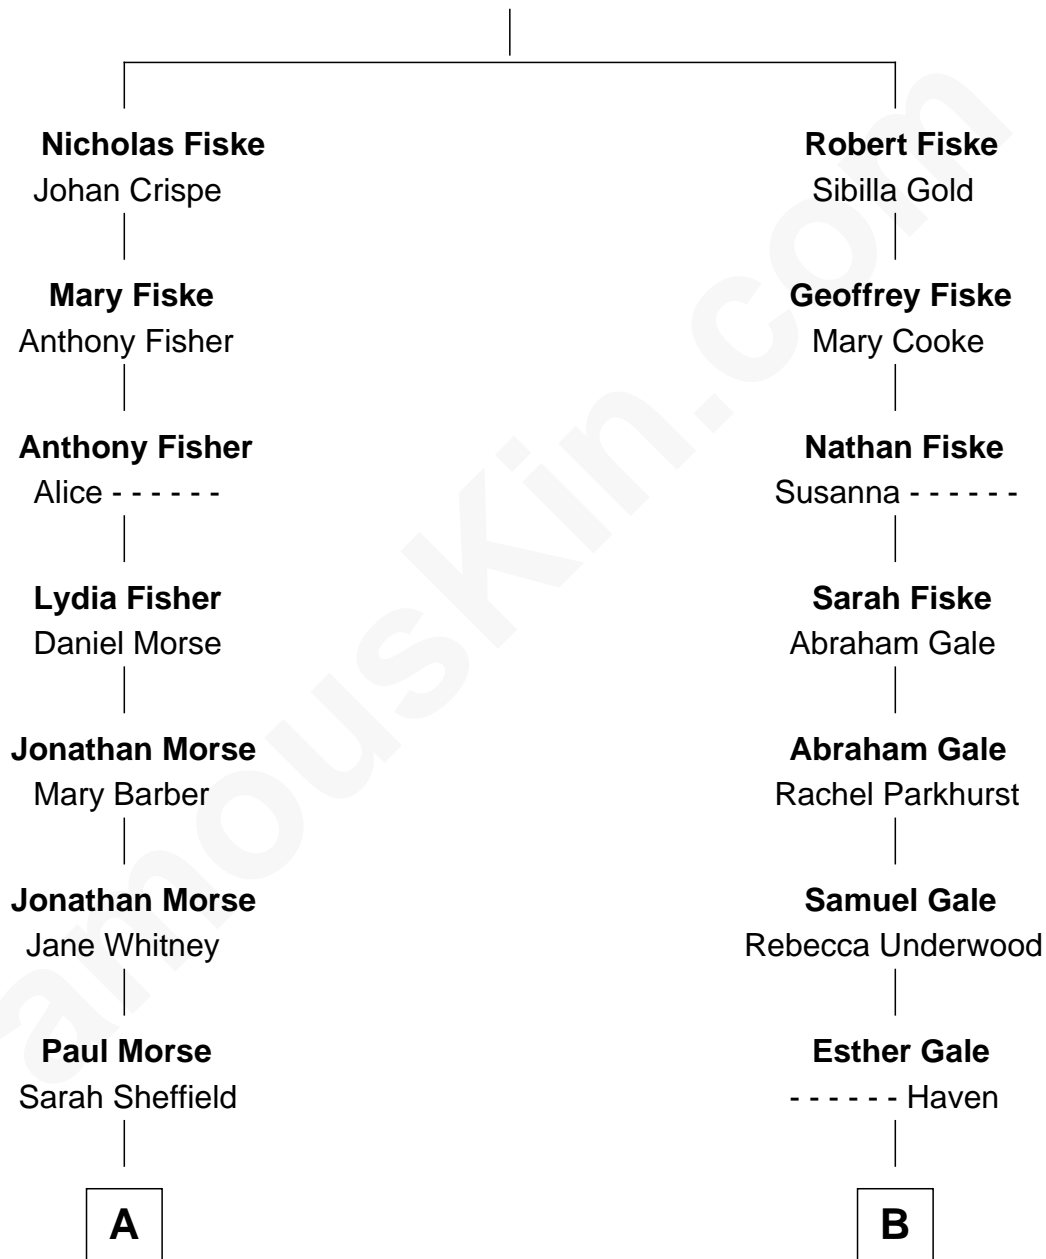 Nicholas Fiske
Johan Crispe
Mary Fiske
Anthony Fisher
Anthony Fisher
Alice - - - - - -
Lydia Fisher
Daniel Morse
Jonathan Morse
Mary Barber
Jonathan Morse
Jane Whitney
Paul Morse
Sarah Sheffield
A
Robert Fiske
Sibilla Gold
Geoffrey Fiske
Mary Cooke
Nathan Fiske
Susanna - - - - - -
Sarah Fiske
Abraham Gale
Abraham Gale
Rachel Parkhurst
Samuel Gale
Rebecca Underwood
Esther Gale
- - - - - - Haven
B
amouskin.com